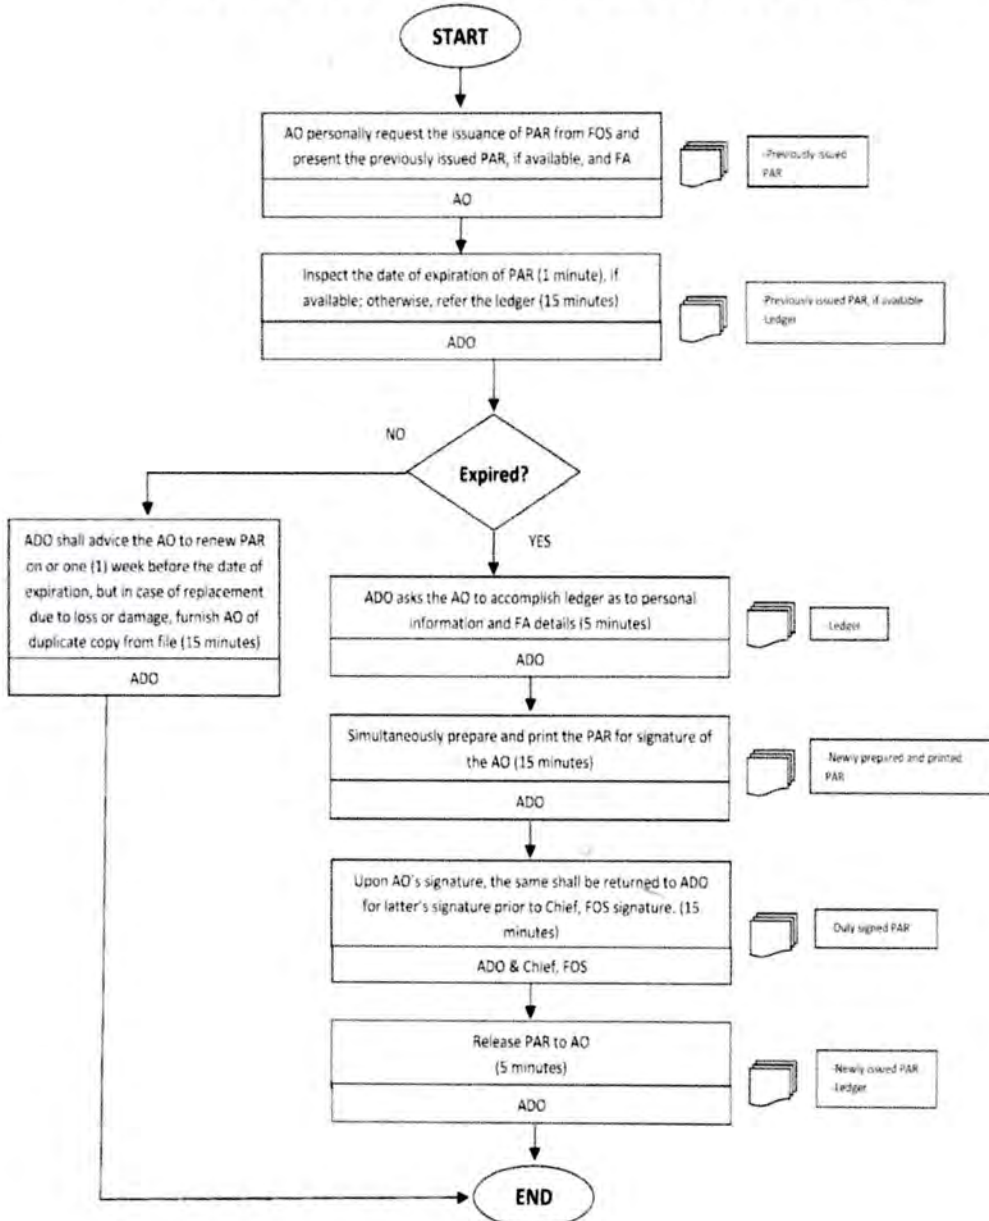 START
AO personally request the issuance of PAR from FOS and
present the previously issued PAR, if available, and FA
AO
-Previously issued
PAR
Inspect the date of expiration of PAR (1 minute), if
available; otherwise, refer the ledger (15 minutes)
ADO
-Previously issued PAR, if available
-Ledger
NO
Expired?
YES
ADO shall advice the AO to renew PAR
on or one (1) week before the date of
expiration, but in case of replacement
due to loss or damage, furnish AO of
duplicate copy from file (15 minutes)
ADO
ADO asks the AO to accomplish ledger as to personal
information and FA details (5 minutes)
ADO
-Ledger
Simultaneously prepare and print the PAR for signature of
the AO (15 minutes)
ADO
-Newly prepared and printed
PAR
Upon AO's signature, the same shall be returned to ADO
for latter's signature prior to Chief, FOS signature. (15
minutes)
ADO & Chief, FOS
-Duly signed PAR
Release PAR to AO
(5 minutes)
ADO
-Newly issued PAR
-Ledger
END